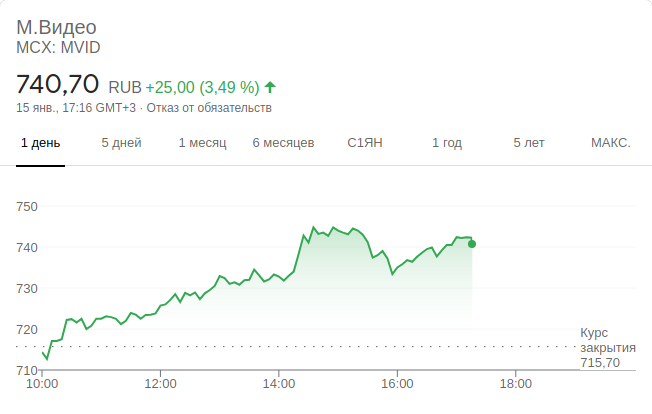 М.Видео
MCX: MVID
740,70 RUB +25,00 (3,49 %)
15 янв., 17:16 GMT+3 · Отказ от обязательств
1 день 5 дней 1 месяц 6 месяцев С1ЯН 1 год 5 лет МАКС.
750
740
730
720
710
Курс
закрытия
715,70
10:00 12:00 14:00 16:00 18:00